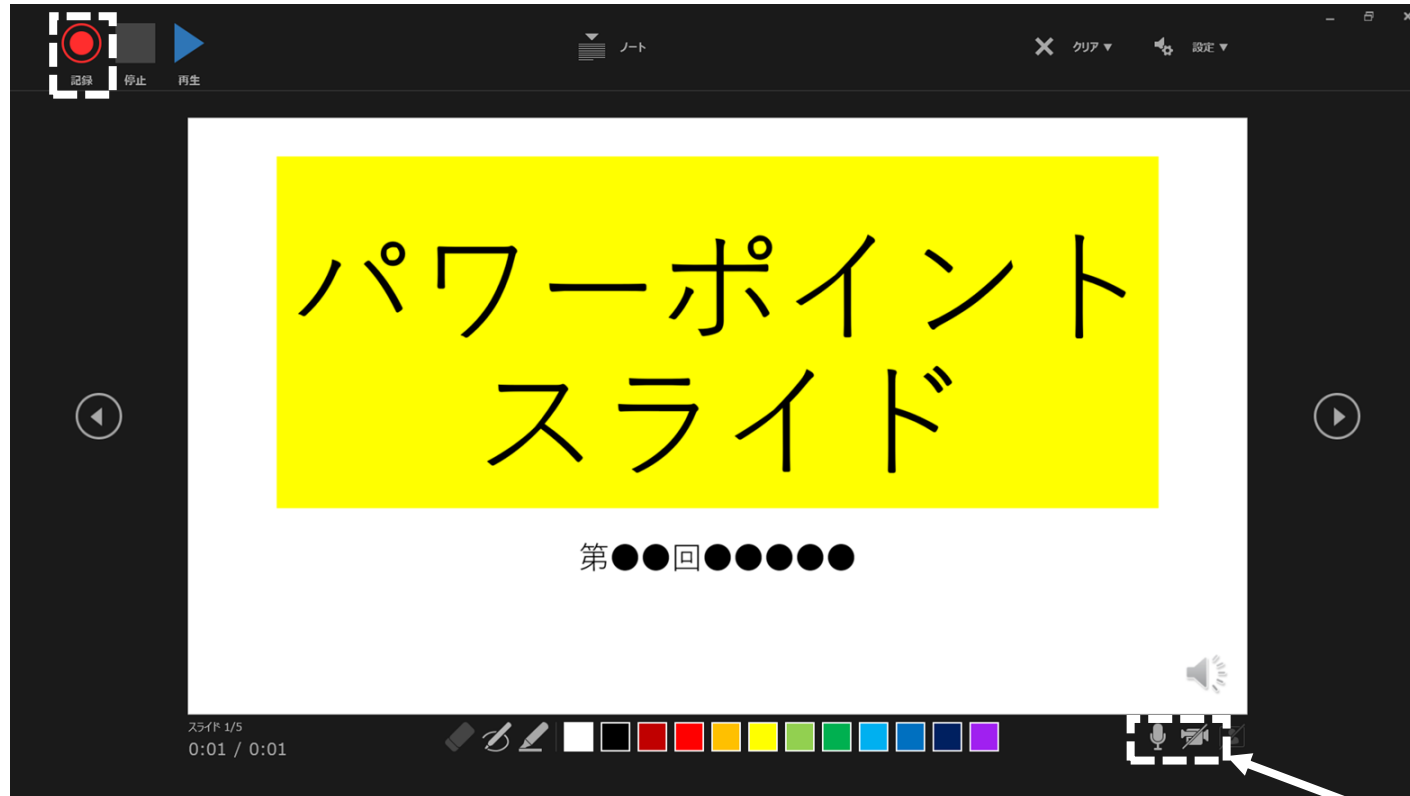 記録 停止 再生
ノート
クリア▼
設定▼
パワーポイント
スライド
第●●回●●●●●
スライド 1/5
0:01 / 0:01